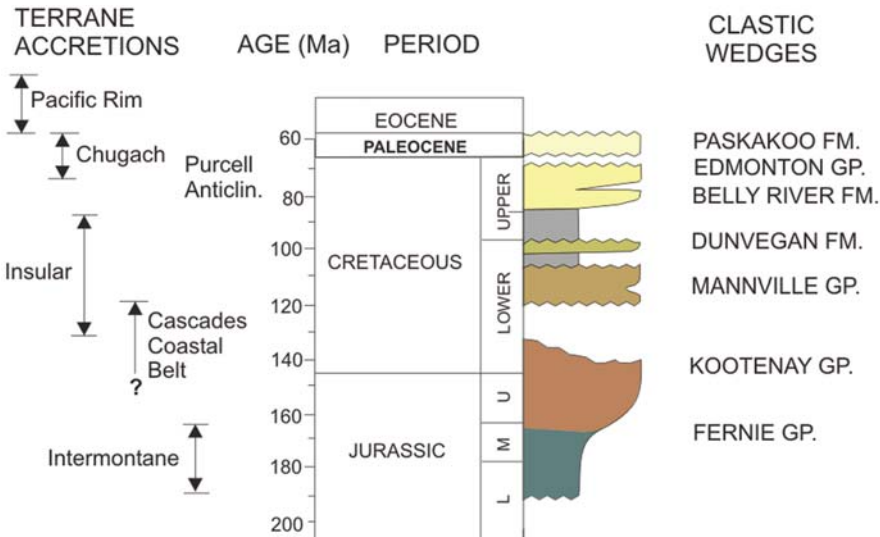 TERRANE
ACCRETIONS
AGE (Ma)
PERIOD
CLASTIC
WEDGES
Pacific Rim
Chugach
Purcell
Anticlin.
Insular
Cascades
Coastal
Belt
?
Intermontane
60
80
100
120
140
160
180
200
EOCENE
PALEOCENE
CRETACEOUS
JURASSIC
UPPER
LOWER
U
M
L
PASKAKOO FM.
EDMONTON GP.
BELLY RIVER FM.
DUNVEGAN FM.
MANNVILLE GP.
KOOTENAY GP.
FERNIE GP.